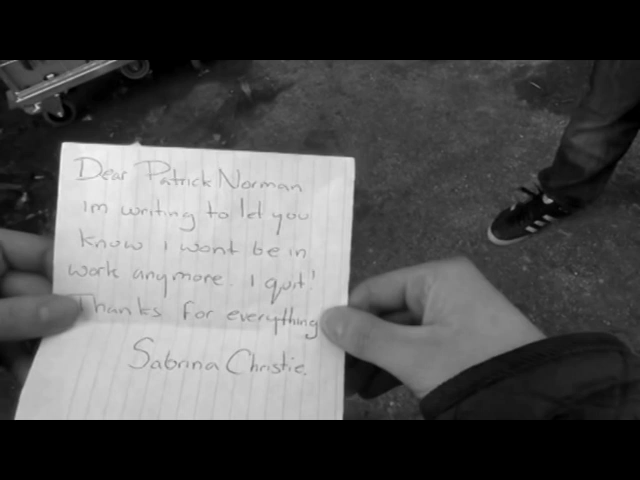 Dear Patrick Norman
im writing to let you
know i wont be in
work anymore. I quit!
Thanks for everything
Sabrina Christie.